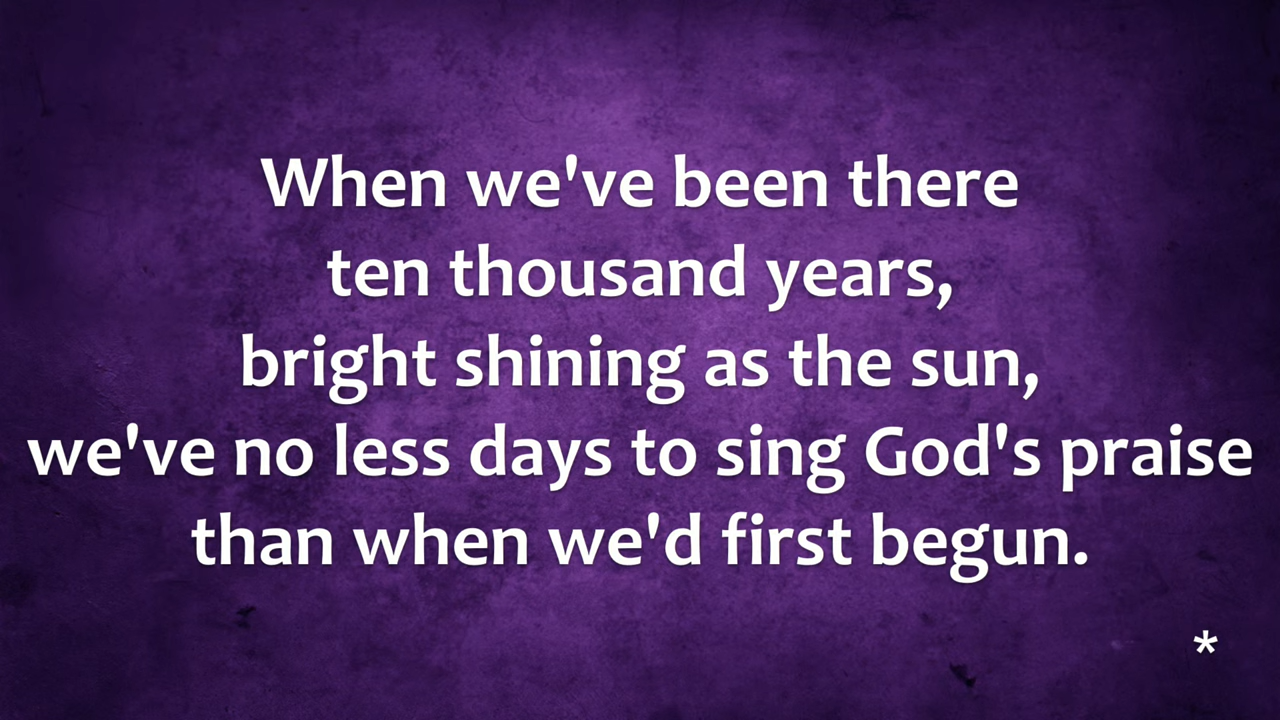 When we've been there
ten thousand years,
bright shining as the sun,
we've no less days to sing God's praise
than when we'd first begun.
*